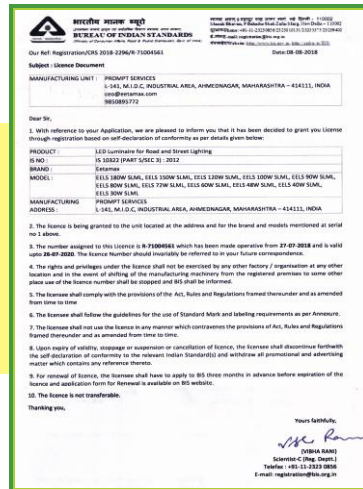 भारतीय मानक ब्यूरो
BUREAU OF INDIAN STANDARDS
Our Ref: Registration/CRS 2018-2296/R-71004561
Date: 08-08-2018
Subject : Licence Document
MANUFACTURING UNIT : PROMPT SERVICES
L-141, M.I.D.C, INDUSTRIAL AREA, AHMEDNAGAR, MAHARASHTRA – 414111, INDIA
ceo@eetamax.com
9850895772
Dear Sir,
1. With reference to your Application, we are pleased to inform you that it has been decided to grant you License
through registration based on self-declaration of conformity as per details given below:
PRODUCT : LED Luminaire for Road and Street Lighting
IS NO : IS 10322 (PART 5/SEC 3) : 2012
BRAND : Eetamax
MODEL : EELS 180W SLML, EELS 150W SLML, EELS 120W SLML, EELS 100W SLML, EELS 90W SLML,
EELS 80W SLML, EELS 72W SLML, EELS 60W SLML, EELS 48W SLML, EELS 40W SLML,
EELS 30W SLML
MANUFACTURING PROMPT SERVICES
ADDRESS : L-141, M.I.D.C, INDUSTRIAL AREA, AHMEDNAGAR, MAHARASHTRA – 414111, INDIA
2. The licence is being granted to the unit located at the address and for the brand and models mentioned at serial
no 1 above.
3. The number assigned to this Licence is R-71004561 which has been made operative from 27-07-2018 and is valid
upto 26-07-2020. The licence Number should invariably be referred to in your future correspondence.
4. The rights and privileges under the licence shall not be exercised by any other factory / organisation at any other
location and in the event of shifting of the manufacturing machinery from the registered premises to some other
place use of the licence number shall be stopped and BIS shall be informed.
5. The licensee shall comply with the provisions of the Act, Rules and Regulations framed thereunder and as amended
from time to time
6. The licensee shall follow the guidelines for the use of Standard Mark and labeling requirements as per Annexure.
7. The licensee shall not use the licence in any manner which contravenes the provisions of Act, Rules and Regulations
framed thereunder and as amended from time to time.
8. Upon expiry of validity, stoppage or suspension or cancellation of licence, the licensee shall discontinue forthwith
the self-declaration of conformity to the relevant Indian Standard(s) and withdraw all promotional and advertising
matter which contains any reference thereto.
9. For renewal of licence, the licensee shall have to apply to BIS three months in advance before expiration of the
licence and application form for Renewal is available on BIS website.
10. The licence is not transferable.
Thanking you,
Yours faithfully,
(VIBHA RANI)
Scientist-C (Reg. Deptt.)
Telefax : +91-11-2323 0856
E-mail: registration@bis.org.in